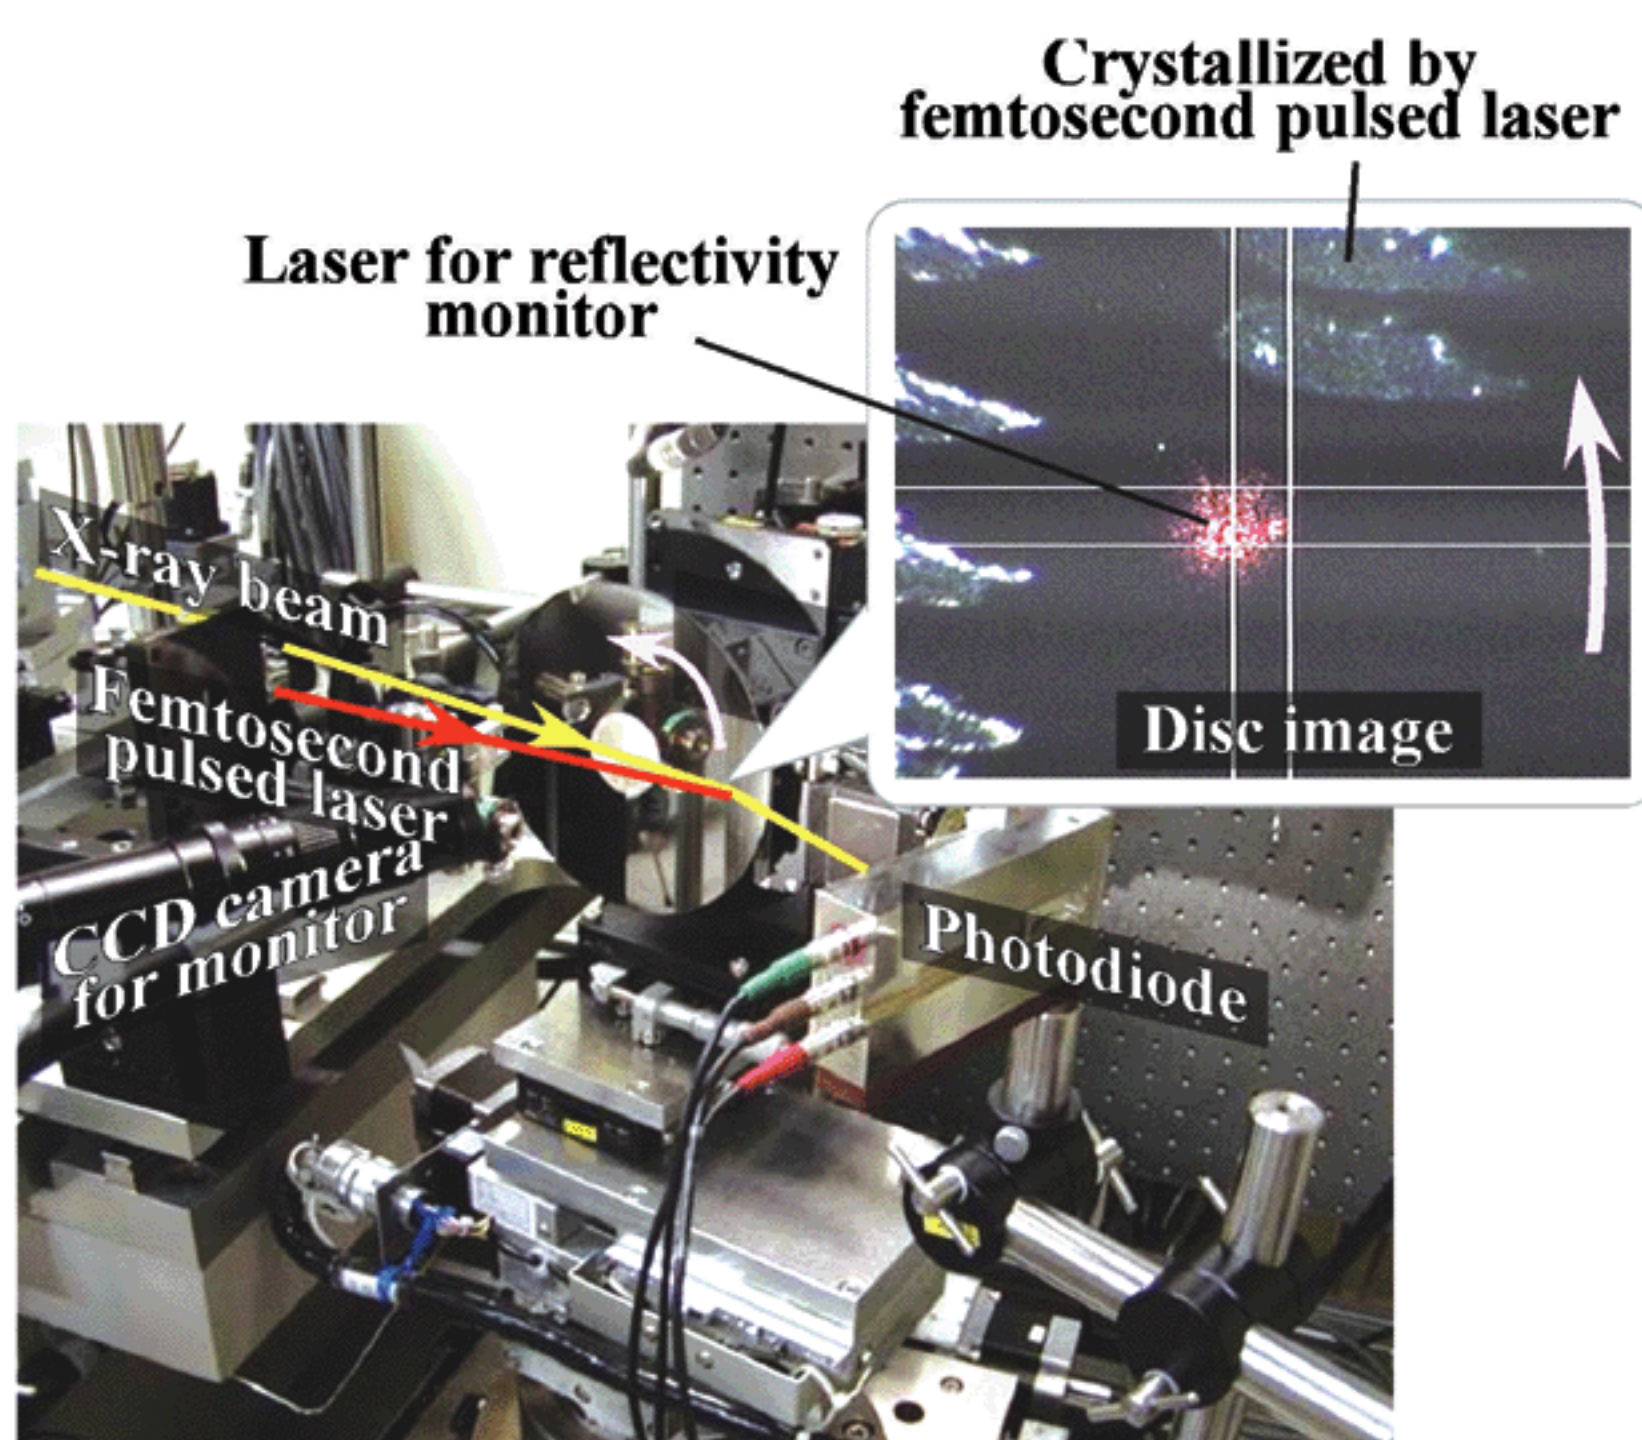 Crystallized by
femtosecond pulsed laser
Laser for reflectivity
monitor
Disc image
X-ray beam
Femtosecond
pulsed laser
CCD camera
for monitor
Photodiode